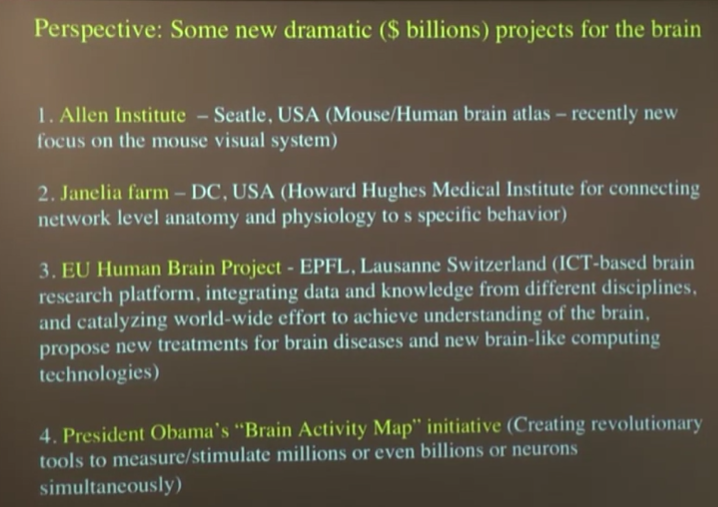 Perspective: Some new dramatic ($ billions) projects for the brain
1. Allen Institute – Seatle, USA (Mouse/Human brain atlas – recently new
focus on the mouse visual system)
2. Janelia farm – DC, USA (Howard Hughes Medical Institute for connecting
network level anatomy and physiology to s specific behavior)
3. EU Human Brain Project - EPFL, Lausanne Switzerland (ICT-based brain
research platform, integrating data and knowledge from different disciplines,
and catalyzing world-wide effort to achieve understanding of the brain,
propose new treatments for brain diseases and new brain-like computing
technologies)
4. President Obama's “Brain Activity Map” initiative (Creating revolutionary
tools to measure/stimulate millions or even billions or neurons
simultaneously)